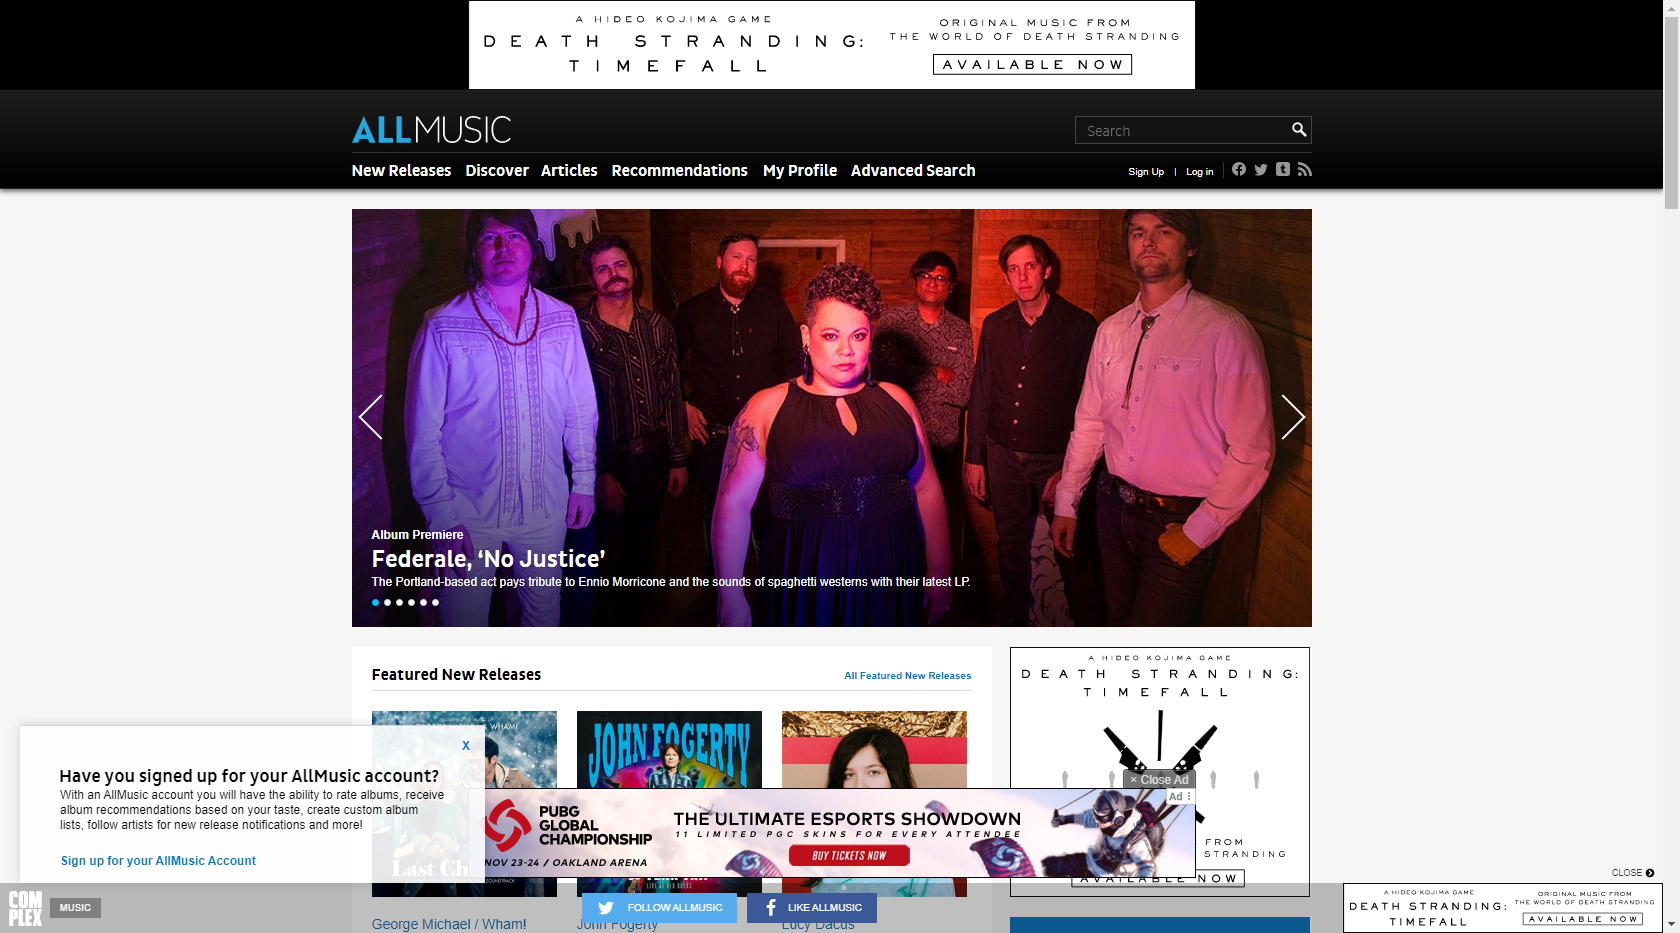 A HIDEO KOJIMA GAME
DEATH STRANDING:
TIMEFALL
ORIGINAL MUSIC FROM
THE WORLD OF DEATH STRANDING
AVAILABLE NOW
ALLMUSIC
Search
New Releases
Discover
Articles
Recommendations
My Profile
Advanced Search
Sign Up | Log in
Album Premiere
Federale, ‘No Justice’
The Portland-based act pays tribute to Ennio Morricone and the sounds of spaghetti westerns with their latest LP.
Featured New Releases
All Featured New Releases
JOHN FOGERTY
A HIDEO KOJIMA GAME
DEATH STRANDING:
TIMEFALL
× Close Ad
Ad
X
Have you signed up for your AllMusic account?
With an AllMusic account you will have the ability to rate albums, receive
album recommendations based on your taste, create custom album
lists, follow artists for new release notifications and more!
Sign up for your AllMusic Account
Last Ch
PUBG
GLOBAL
CHAMPIONSHIP
NOV 23-24 / OAKLAND ARENA
THE ULTIMATE ESPORTS SHOWDOWN
11 LIMITED PGC SKINS FOR EVERY ATTENDEE
BUY TICKETS NOW
FROM
STRANDING
AVAILABLE NOW
CLOSE
COM
PLEX
MUSIC
FOLLOW ALLMUSIC
LIKE ALLMUSIC
George Michael / Wham!
John Fogerty
Lucy Dacus
A HIDEO KOJIMA GAME
DEATH STRANDING:
TIMEFALL
ORIGINAL MUSIC FROM
THE WORLD OF DEATH STRANDING
AVAILABLE NOW